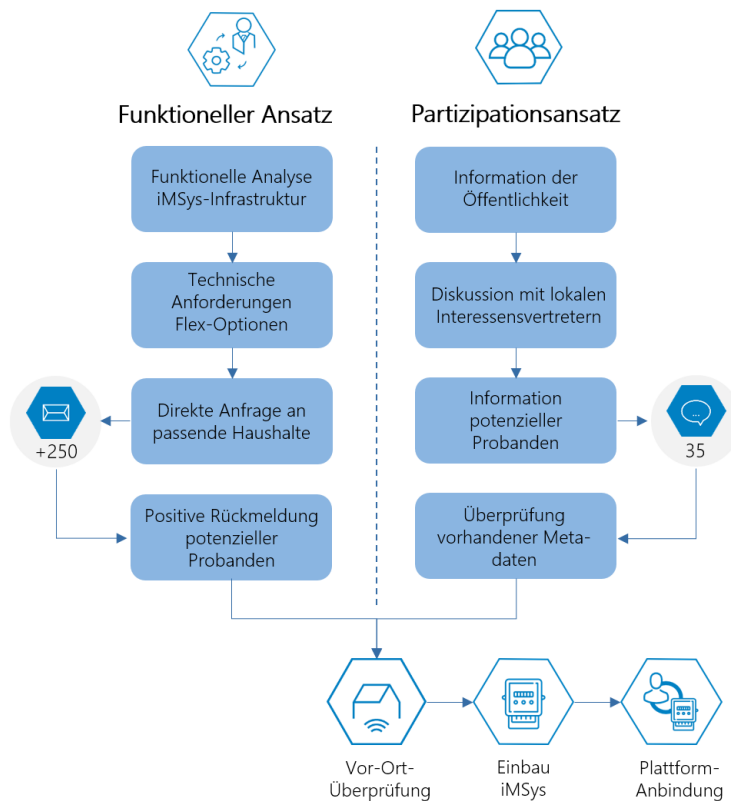 Funktioneller Ansatz
Funktionelle Analyse
iMSys-Infrastruktur
Technische
Anforderungen
Flex-Optionen
Direkte Anfrage an
passende Haushalte
+250
Positive Rückmeldung
potenzieller
Probanden
Partizipationsansatz
Information der
Öffentlichkeit
Diskussion mit lokalen
Interessensvertretern
Information
potenzieller
Probanden
...
35
Überprüfung
vorhandener Meta-
daten
Vor-Ort-
Überprüfung
Einbau
iMSys
Plattform-
Anbindung